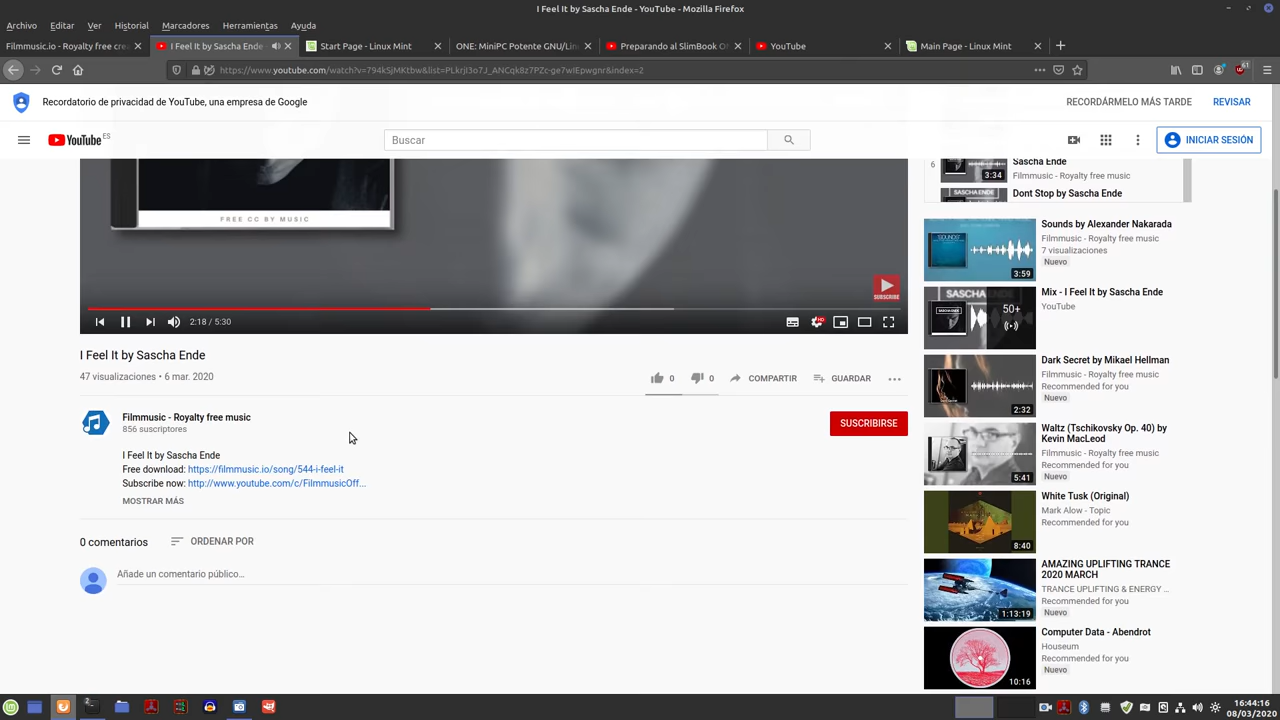 I Feel It by Sascha Ende - YouTube - Mozilla Firefox
Archivo Editar Ver Historial Marcadores Herramientas Ayuda
Filmmusic.io - Royalty free crea
I Feel It by Sascha Ende
Start Page - Linux Mint
ONE: MiniPC Potente GNU/Lin
Preparando al SlimBook ON
YouTube
Main Page - Linux Mint
https://www.youtube.com/watch?v=794kSJMKtbw&list=PLkrjI3o7J_ANCqk8z7PZc-ge7wIEpwgnr&index=2
61
Recordatorio de privacidad de YouTube, una empresa de Google
RECORDÁRMELO MÁS TARDE
REVISAR
YouTube ES
Buscar
INICIAR SESIÓN
FREE CC BY MUSIC
SUBSCRIBE
2:18 / 5:30
HD
I Feel It by Sascha Ende
47 visualizaciones • 6 mar. 2020
0
0
COMPARTIR
GUARDAR
Filmmusic - Royalty free music
856 suscriptores
SUSCRIBIRSE
I Feel It by Sascha Ende
Free download: https://filmmusic.io/song/544-i-feel-it
Subscribe now: http://www.youtube.com/c/FilmmusicOff...
MOSTRAR MÁS
0 comentarios
ORDENAR POR
Añade un comentario público...
6
3:34
Sascha Ende
Filmmusic - Royalty free music
SASCHA ENDE
Dont Stop by Sascha Ende
SOUNDS
3:59
Sounds by Alexander Nakarada
Filmmusic - Royalty free music
7 visualizaciones
Nuevo
SASCHA
50+
Mix - I Feel It by Sascha Ende
YouTube
2:32
Dark Secret by Mikael Hellman
Filmmusic - Royalty free music
Recommended for you
Nuevo
5:41
Waltz (Tschikovsky Op. 40) by
Kevin MacLeod
Filmmusic - Royalty free music
Recommended for you
Nuevo
8:40
White Tusk (Original)
Mark Alow - Topic
Recommended for you
1:13:19
AMAZING UPLIFTING TRANCE
2020 MARCH
TRANCE UPLIFTING & ENERGY ...
Recommended for you
Nuevo
10:16
Computer Data - Abendrot
Houseum
Recommended for you
Nuevo
16:44:16
08/03/2020